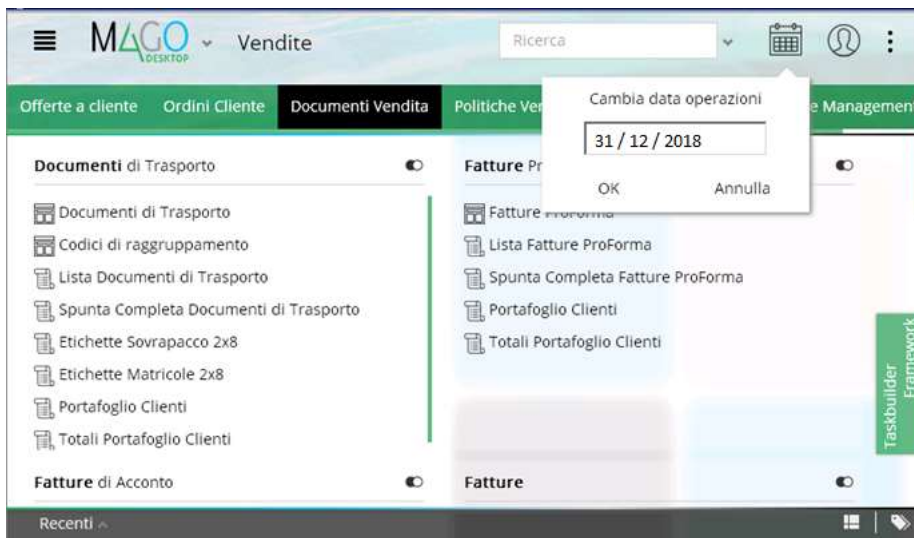 MAGO
DESKTOP
Vendite
Ricerca
Offerte a cliente
Ordini Cliente
Documenti Vendita
Politiche Ve
Cambia data operazioni
31 / 12 / 2018
OK
Annulla
Documenti di Trasporto
Documenti di Trasporto
Codici di raggruppamento
Lista Documenti di Trasporto
Spunta Completa Documenti di Trasporto
Etichette Sovrapacco 2x8
Etichette Matricole 2x8
Portafoglio Clienti
Totali Portafoglio Clienti
Fatture Pr
Fatture ProForma
Lista Fatture ProForma
Spunta Completa Fatture ProForma
Portafoglio Clienti
Totali Portafoglio Clienti
Taskbuilder
Framework
Fatture di Acconto
Fatture
Recenti